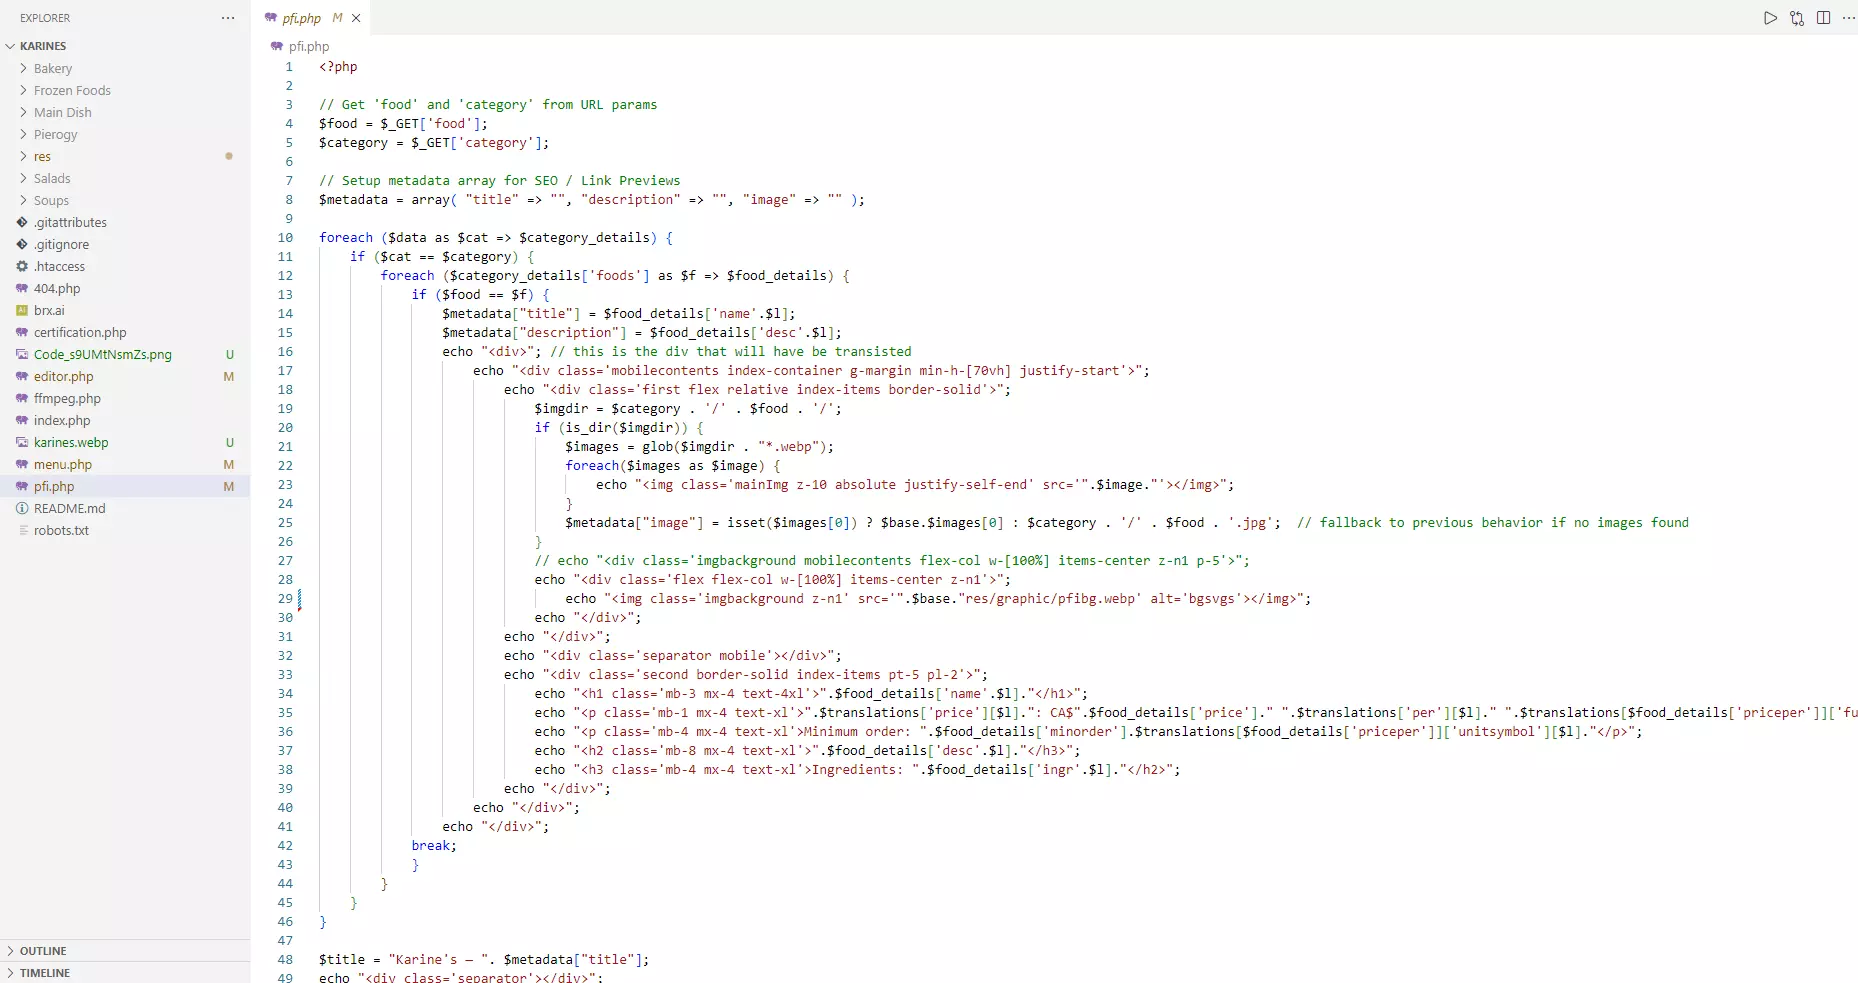 EXPLORER
KARINES
Bakery
Frozen Foods
Main Dish
Pierogy
res
Salads
Soups
.gitattributes
.gitignore
.htaccess
404.php
brx.ai
certification.php
Code_s9UMtNsmZs.png U
editor.php M
ffmpeg.php
index.php
karines.webp U
menu.php M
pfi.php M
README.md
robots.txt
OUTLINE
TIMELINE
pfi.php M
pfi.php
1 <?php
2
3 // Get 'food' and 'category' from URL params
4 $food = $_GET['food'];
5 $category = $_GET['category'];
6
7 // Setup metadata array for SEO / Link Previews
8 $metadata = array( "title" => "", "description" => "", "image" => "" );
9
10 foreach ($data as $cat => $category_details) {
11 if ($cat == $category) {
12 foreach ($category_details['foods'] as $f => $food_details) {
13 if ($food == $f) {
14 $metadata["title"] = $food_details['name'.$l];
15 $metadata["description"] = $food_details['desc'.$l];
16 echo "<div>"; // this is the div that will have be transisted
17 echo "<div class='mobilecontents index-container g-margin min-h-[70vh] justify-start'>";
18 echo "<div class='first flex relative index-items border-solid'>";
19 $imgdir = $category . '/' . $food . '/';
20 if (is_dir($imgdir)) {
21 $images = glob($imgdir . "*.webp");
22 foreach($images as $image) {
23 echo "<img class='mainImg z-10 absolute justify-self-end' src='".$image."'></img>";
24 }
25 $metadata["image"] = isset($images[0]) ? $base.$images[0] : $category . '/' . $food . '.jpg';  // fallback to previous behavior if no images found
26 }
27 // echo "<div class='imgbackground mobilecontents flex-col w-[100%] items-center z-n1 p-5'>";
28 echo "<div class='flex flex-col w-[100%] items-center z-n1'>";
29 echo "<img class='imgbackground z-n1' src='".$base."res/graphic/pfibg.webp' alt='bgsvgs'></img>";
30 echo "</div>";
31 echo "</div>";
32 echo "<div class='separator mobile'></div>";
33 echo "<div class='second border-solid index-items pt-5 pl-2'>";
34 echo "<h1 class='mb-3 mx-4 text-4xl'>".$food_details['name'.$l]."</h1>";
35 echo "<p class='mb-1 mx-4 text-xl'>".$translations['price'][$l].": CA$".$food_details['price']." ".$translations['per'][$l]." ".$translations[$food_details['priceper']]['fu
36 echo "<p class='mb-4 mx-4 text-xl'>Minimum order: ".$food_details['minorder'].$translations[$food_details['priceper']]['unitsymbol'][$l]."</p>";
37 echo "<h2 class='mb-8 mx-4 text-xl'>".$food_details['desc'.$l]."</h3>";
38 echo "<h3 class='mb-4 mx-4 text-xl'>Ingredients: ".$food_details['ingr'.$l]."</h2>";
39 echo "</div>";
40 echo "</div>";
41 echo "</div>";
42 break;
43 }
44 }
45 }
46 }
47
48 $title = "Karine's — ". $metadata["title"];
49 echo "<div class='separator'></div>";